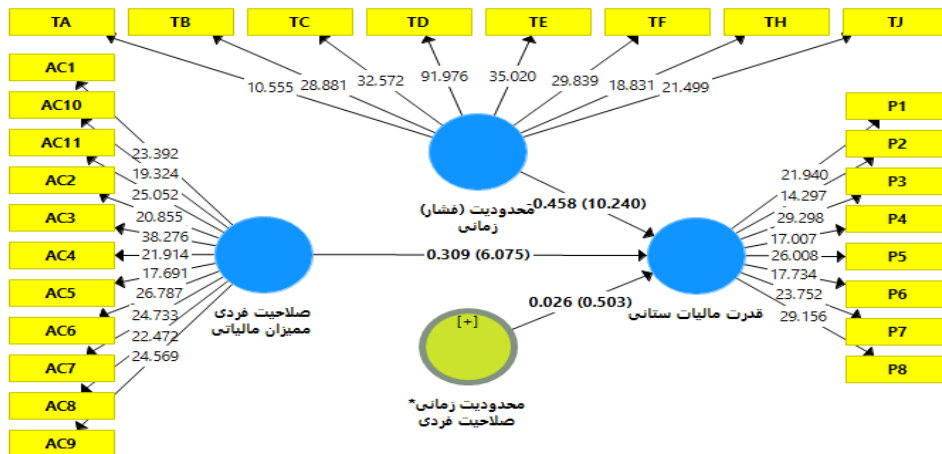 TA TB TC TD TE TF TH TJ
AC1
AC10
AC11
AC2
AC3
AC4
AC5
AC6
AC7
AC8
AC9
10.555 28.881 32.572 91.976 35.020 29.839 18.831 21.499
23.392
19.324
25.052
20.855
38.276
21.914
17.691
26.787
24.733
22.472
24.569
محدودیت (فشار)
زمانی
-0.458 (10.240)
صلاحیت فردی
ممیزان مالیاتی
0.309 (6.075)
0.026 (0.503)
[+]
محدودیت زمانی*
صلاحیت فردی
قدرت مالیات ستانی
21.940
14.297
29.298
17.007
26.008
17.734
23.752
29.156
P1
P2
P3
P4
P5
P6
P7
P8